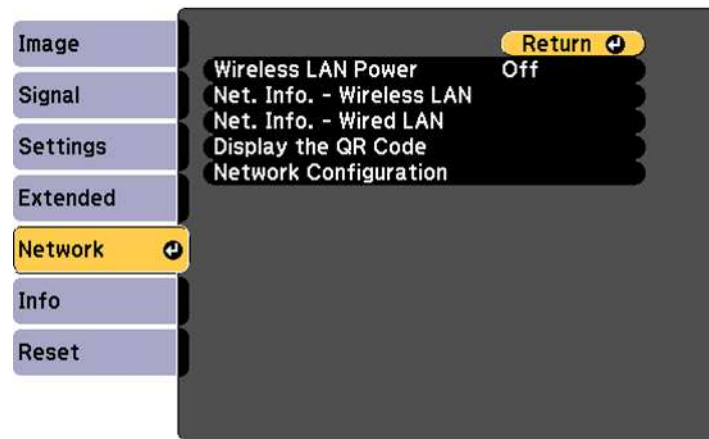 Image
Signal
Settings
Extended
Network
Info
Reset
Return
Wireless LAN Power Off
Net. Info. - Wireless LAN
Net. Info. - Wired LAN
Display the QR Code
Network Configuration